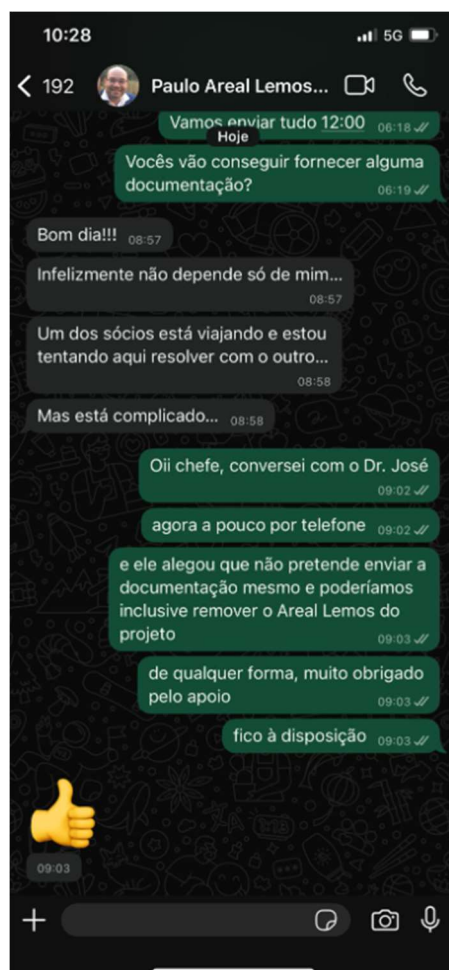 10:28
5G
192
Paulo Areal Lemos...
Vamos enviar tudo 12:00 06:18
Hoje
Vocês vão conseguir fornecer alguma
documentação?
06:19
Bom dia!!! 08:57
Infelizmente não depende só de mim...
08:57
Um dos sócios está viajando e estou
tentando aqui resolver com o outro...
08:58
Mas está complicado... 08:58
Oii chefe, conversei com o Dr. José
09:02
agora a pouco por telefone 09:02
e ele alegou que não pretende enviar a
documentação mesmo e poderíamos
inclusive remover o Areal Lemos do
projeto
09:03
de qualquer forma, muito obrigado
pelo apoio
09:03
fico à disposição 09:03
09:03